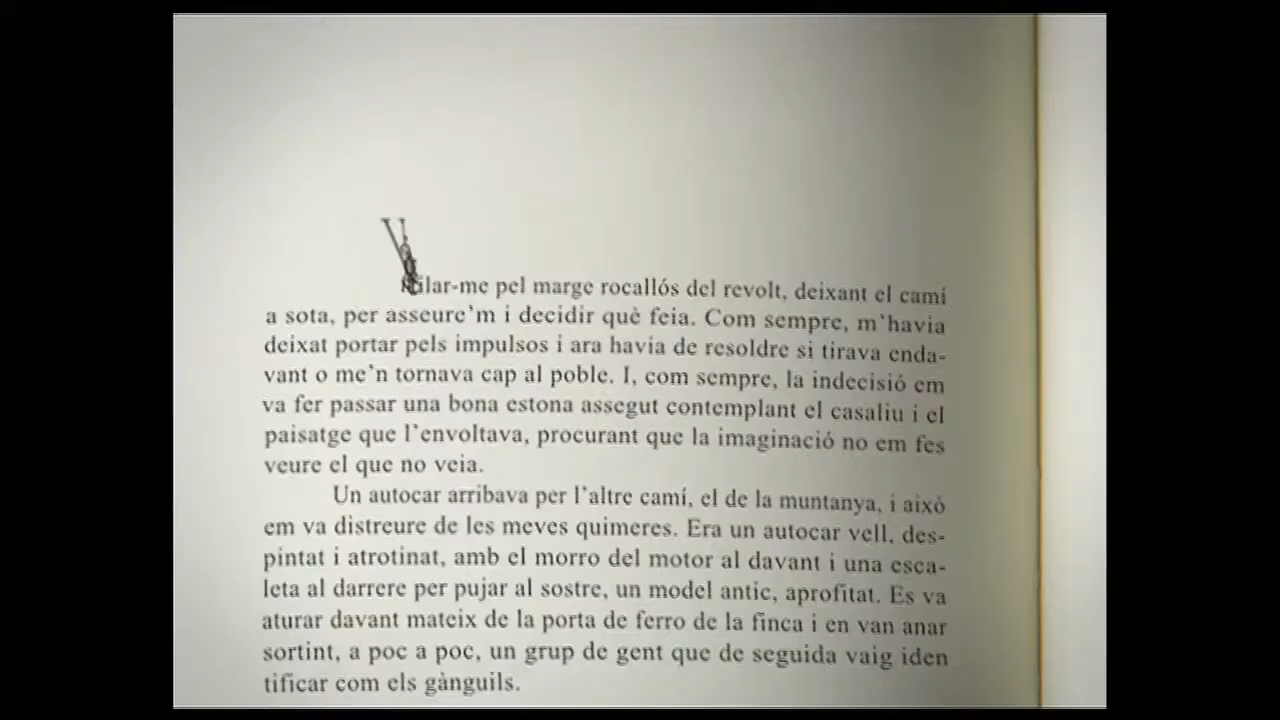 pel marge rocallós del revolt, deixant el camí
a sota, per asseure'm i decidir què feia. Com sempre, m'havia
deixat portar pels impulsos i ara havia de resoldre si tirava enda-
vant o me'n tornava cap al poble. I, com sempre, la indecisió em
va fer passar una bona estona assegut contemplant el casaliu i el
paisatge que l'envoltava, procurant que la imaginació no em fes
veure el que no veia.
Un autocar arribava per l'altre camí, el de la muntanya, i això
em va distreure de les meves quimeres. Era un autocar vell, des-
pintat i atrotinat, amb el morro del motor al davant i una esca-
leta al darrere per pujar al sostre, un model antic, aprofitat. Es va
aturar davant mateix de la porta de ferro de la finca i en van anar
sortint, a poc a poc, un grup de gent que de seguida vaig iden
tificar com els gànguils.